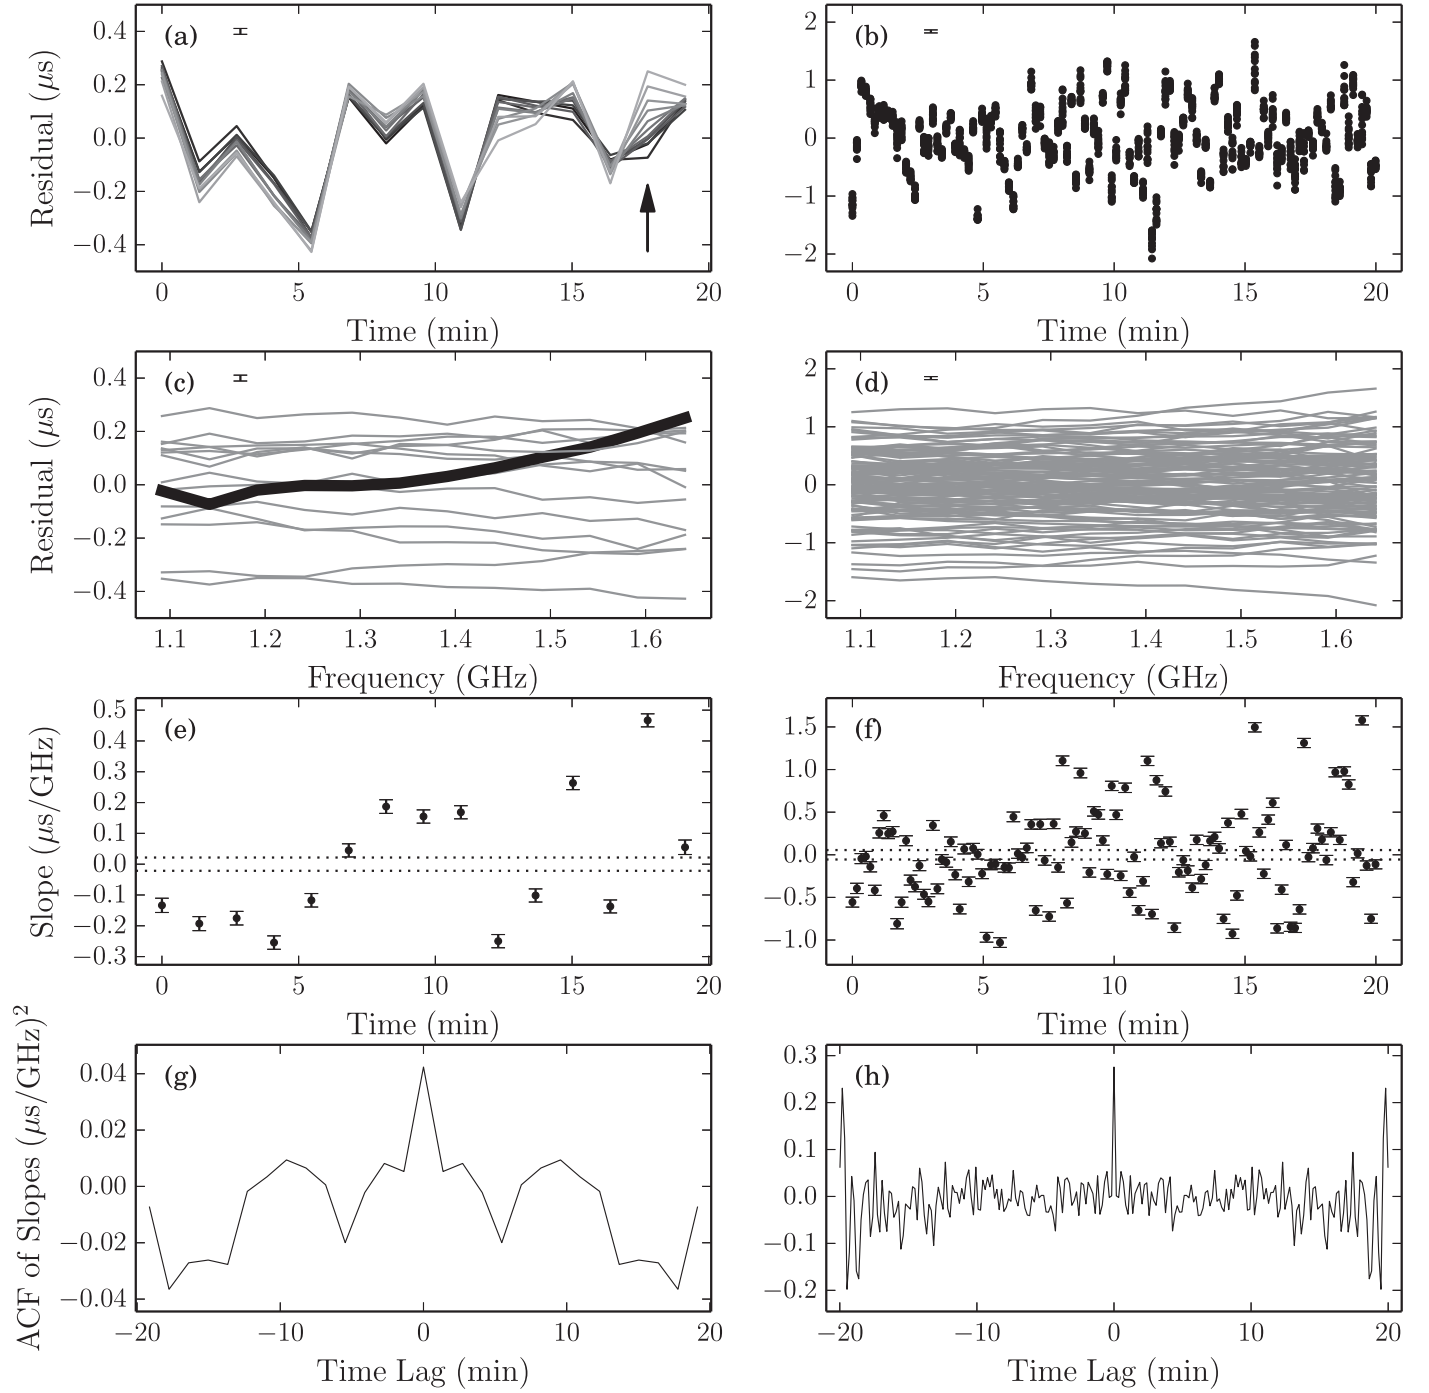 (a)
0.4
0.2
0.0
−0.2
−0.4
Residual (μs)
0 5 10 15 20
Time (min)
(b)
2
1
0
−1
−2
0 5 10 15 20
Time (min)
(c)
0.4
0.2
0.0
−0.2
−0.4
Residual (μs)
1.1 1.2 1.3 1.4 1.5 1.6
Frequency (GHz)
(d)
2
1
0
−1
−2
1.1 1.2 1.3 1.4 1.5 1.6
Frequency (GHz)
(e)
0.5
0.4
0.3
0.2
0.1
0.0
−0.1
−0.2
−0.3
Slope (μs/GHz)
0 5 10 15 20
Time (min)
(f)
1.5
1.0
0.5
0.0
−0.5
−1.0
0 5 10 15 20
Time (min)
(g)
0.04
0.02
0.00
−0.02
−0.04
ACF of Slopes (μs/GHz)²
−20 −10 0 10 20
Time Lag (min)
(h)
0.3
0.2
0.1
0.0
−0.1
−0.2
−20 −10 0 10 20
Time Lag (min)